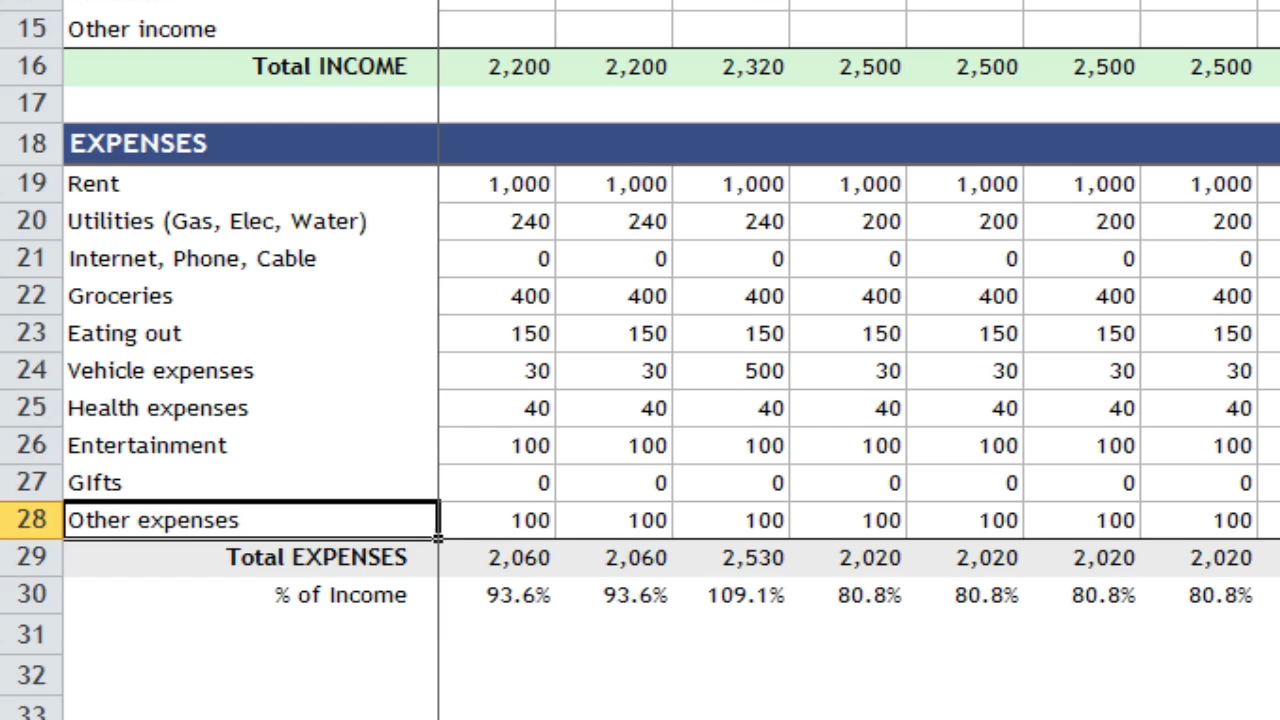 15 Other income
16 Total INCOME 2,200 2,200 2,320 2,500 2,500 2,500 2,500
17
18 EXPENSES
19 Rent 1,000 1,000 1,000 1,000 1,000 1,000 1,000
20 Utilities (Gas, Elec, Water) 240 240 240 200 200 200 200
21 Internet, Phone, Cable 0 0 0 0 0 0 0
22 Groceries 400 400 400 400 400 400 400
23 Eating out 150 150 150 150 150 150 150
24 Vehicle expenses 30 30 500 30 30 30 30
25 Health expenses 40 40 40 40 40 40 40
26 Entertainment 100 100 100 100 100 100 100
27 GIfts 0 0 0 0 0 0 0
28 Other expenses 100 100 100 100 100 100 100
29 Total EXPENSES 2,060 2,060 2,530 2,020 2,020 2,020 2,020
30 % of Income 93.6% 93.6% 109.1% 80.8% 80.8% 80.8% 80.8%
31
32
33